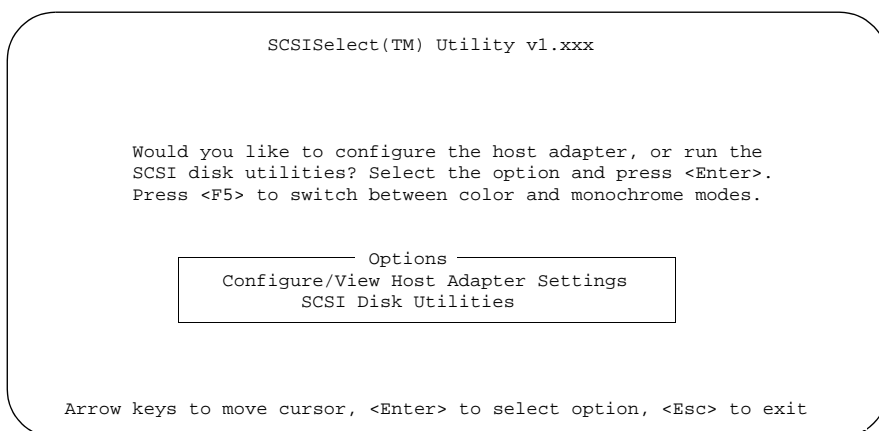 SCSISelect(TM) Utility v1.xxx
Would you like to configure the host adapter, or run the
SCSI disk utilities? Select the option and press <Enter>.
Press <F5> to switch between color and monochrome modes.
Options
Configure/View Host Adapter Settings
SCSI Disk Utilities
Arrow keys to move cursor, <Enter> to select option, <Esc> to exit